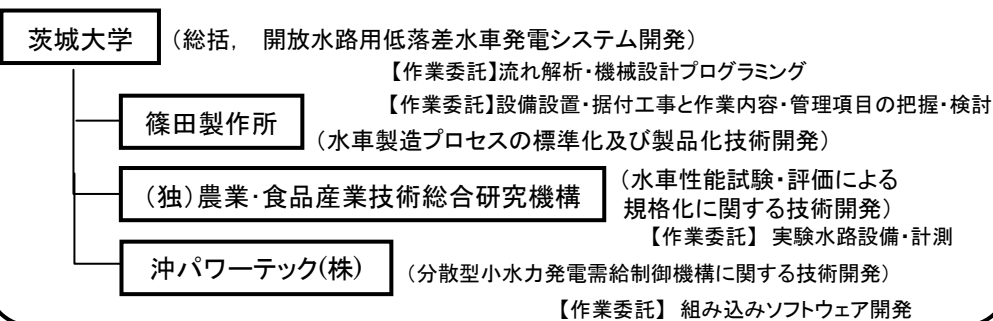 茨城大学 (総括, 開放水路用低落差水車発電システム開発)
【作業委託】流れ解析・機械設計プログラミング
【作業委託】設備設置・据付工事と作業内容・管理項目の把握・検討
篠田製作所
(水車製造プロセスの標準化及び製品化技術開発)
(独)農業・食品産業技術総合研究機構
(水車性能試験・評価による
規格化に関する技術開発)
【作業委託】 実験水路設備・計測
沖パワーテック(株) (分散型小水力発電需給制御機構に関する技術開発)
【作業委託】 組み込みソフトウェア開発